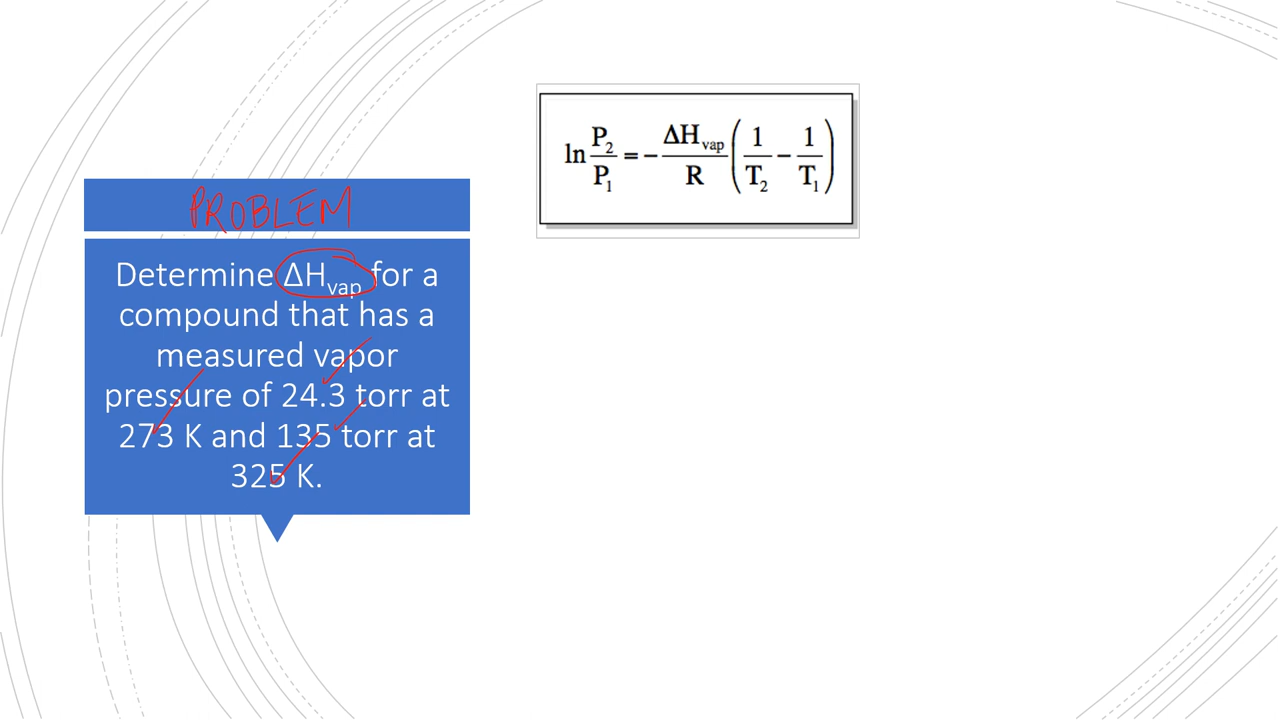 PROBLEM
Determine ΔHvap for a
compound that has a
measured vapor
pressure of 24.3 torr at
273 K and 135 torr at
325 K.
ln P2/P1 = - ΔHvap/R (1/T2 - 1/T1)